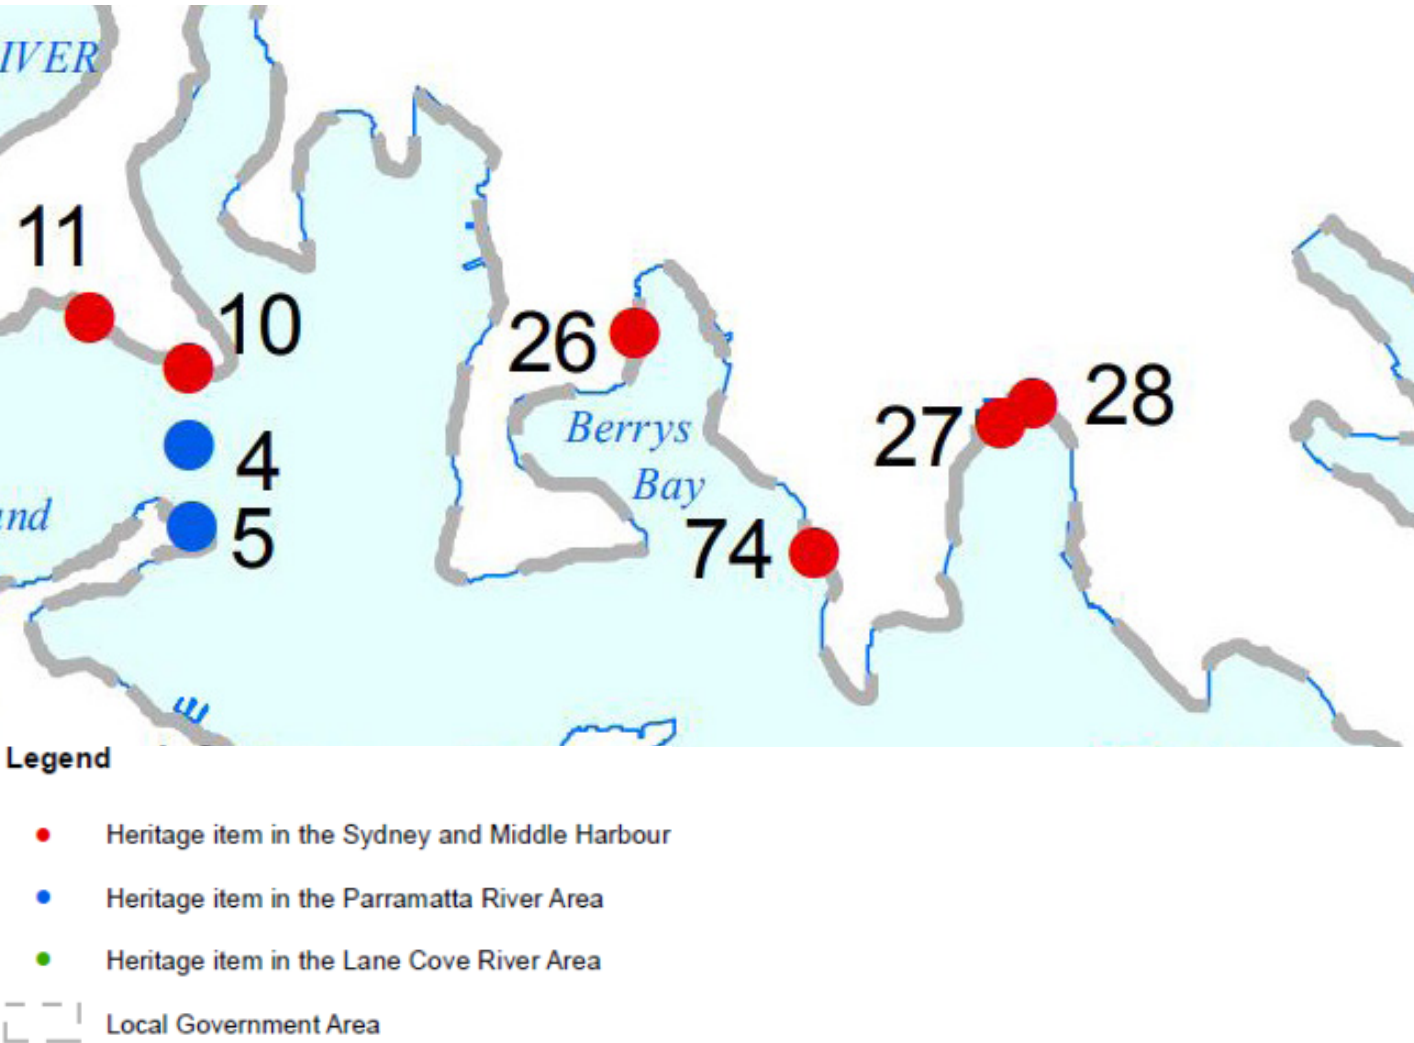 IVER
11
10
26
Berrys
Bay
27
28
4
5
74
Legend
Heritage item in the Sydney and Middle Harbour
Heritage item in the Parramatta River Area
Heritage item in the Lane Cove River Area
Local Government Area